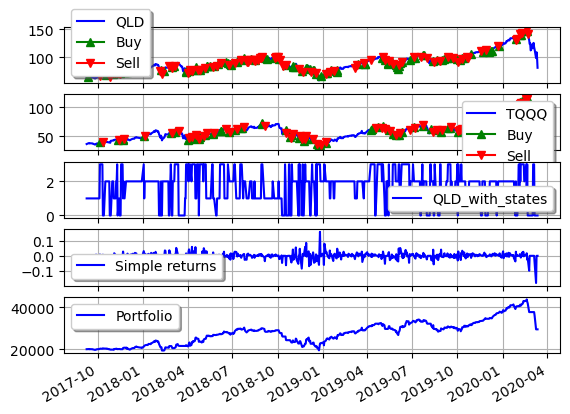 150
100
QLD
Buy
Sell
100
50
TQQQ
Buy
Sell
2
0
QLD_with_states
0.1
0.0
−0.1
Simple returns
40000
20000
Portfolio
2017-10
2018-01
2018-04
2018-07
2018-10
2019-01
2019-04
2019-07
2019-10
2020-01
2020-04